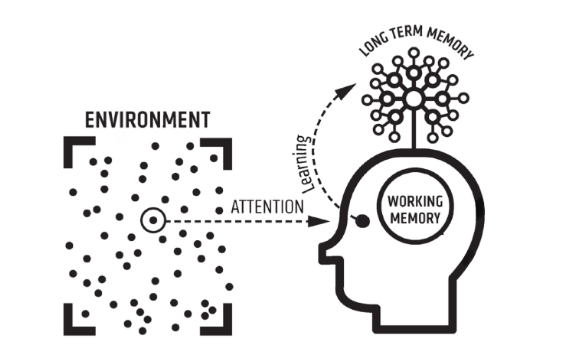 LONG TERM MEMORY
ENVIRONMENT
Learning
ATTENTION
WORKING
MEMORY